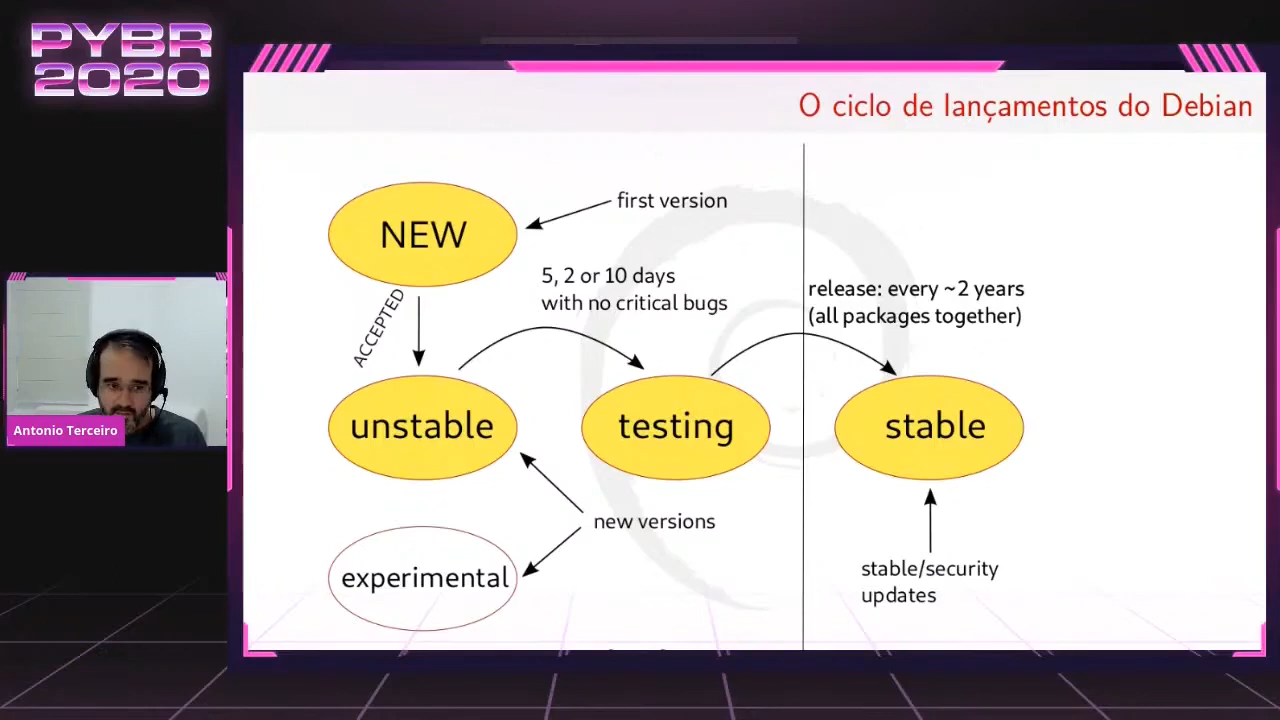 PYBR
2020
O ciclo de lançamentos do Debian
NEW
first version
5, 2 or 10 days
with no critical bugs
release: every ~2 years
(all packages together)
ACCEPTED
unstable
testing
stable
Antonio Terceiro
new versions
experimental
stable/security
updates